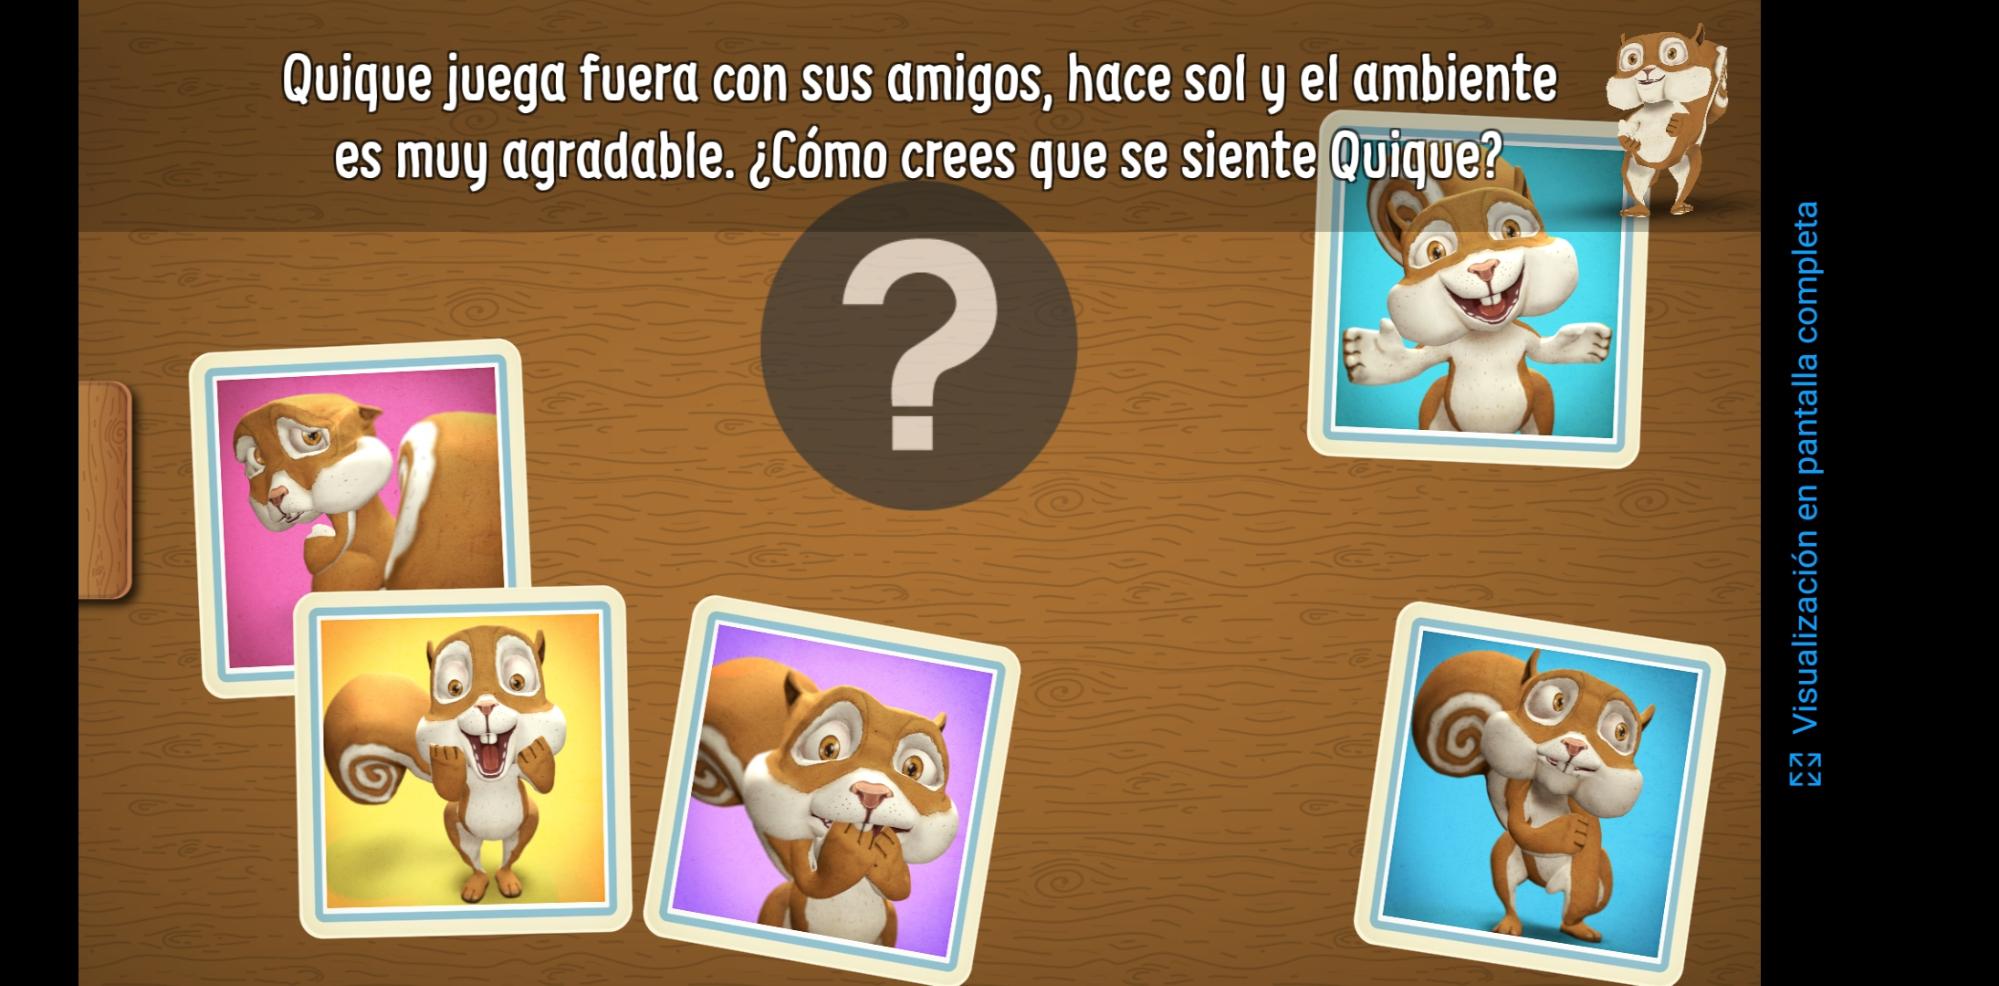 Quique juega fuera con sus amigos, hace sol y el ambiente
es muy agradable. ¿Cómo crees que se siente Quique?
?
Visualización en pantalla completa